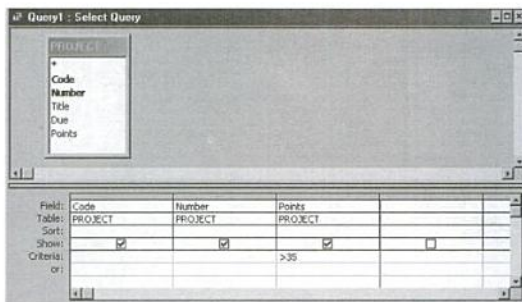 Query1 : Select Query
PROJECT
*
Code
Number
Title
Due
Points
Field: Code Number Points
Table: PROJECT PROJECT PROJECT
Sort:
Show:
Criteria: >35
or: